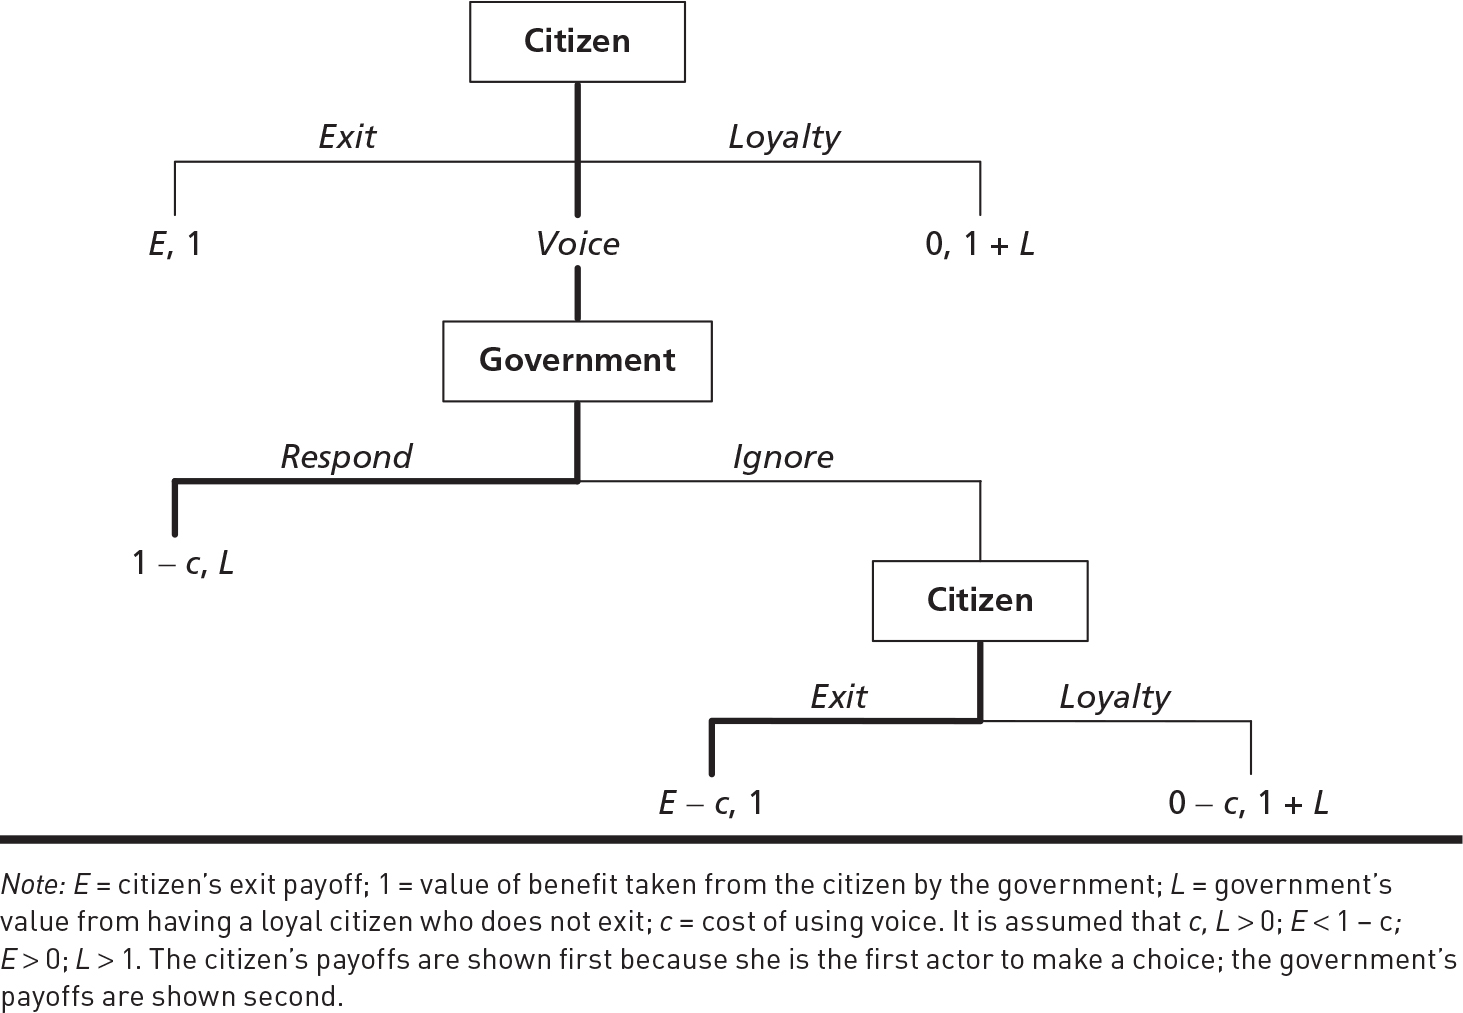 Citizen
Exit
Loyalty
E, 1
Voice
0, 1 + L
Government
Respond
Ignore
1 – c, L
Citizen
Exit
Loyalty
E – c, 1
0 – c, 1 + L
Note: E = citizen’s exit payoff; 1 = value of benefit taken from the citizen by the government; L = government’s
value from having a loyal citizen who does not exit; c = cost of using voice. It is assumed that c, L > 0; E < 1 – c;
E > 0; L > 1. The citizen’s payoffs are shown first because she is the first actor to make a choice; the government’s
payoffs are shown second.